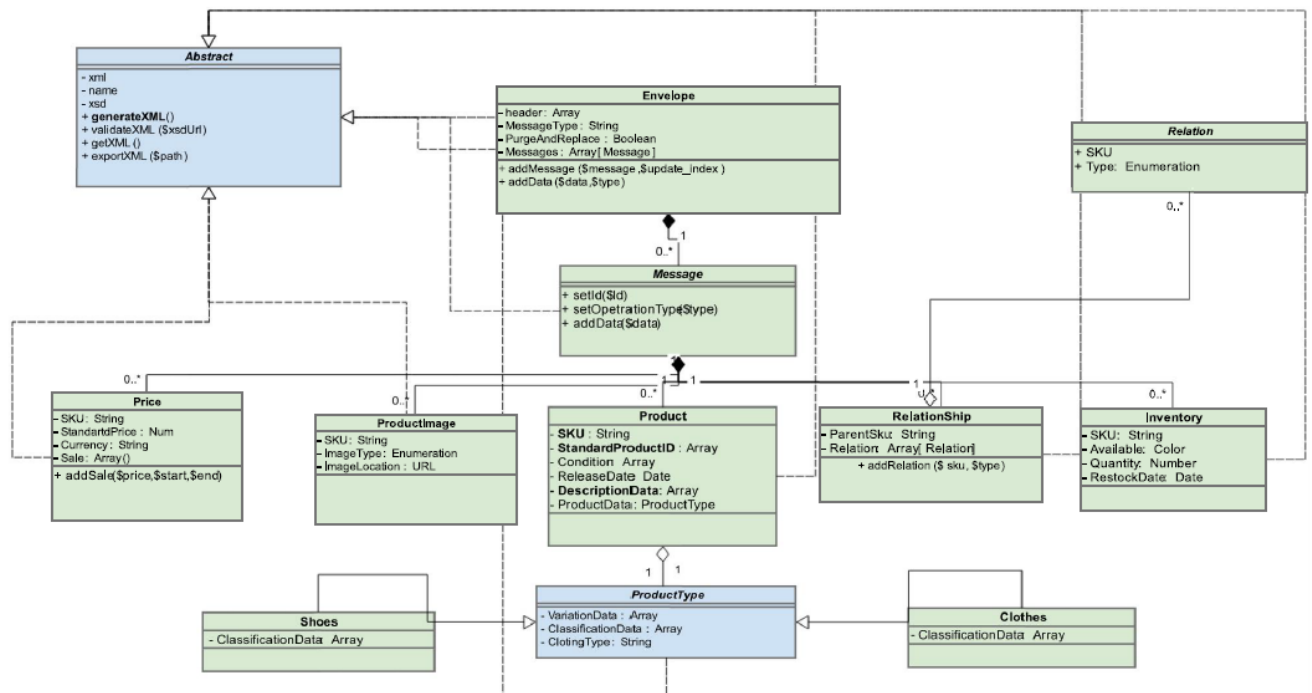 Abstract
- xml
- name
- xsd
+ generateXML()
+ validateXML ($xsdUrl)
+ getXML()
+ exportXML ($path)
Envelope
- header: Array
- MessageType: String
- PurgeAndReplace: Boolean
- Messages: Array[ Message ]
+ addMessage ($message,$update_index )
+ addData ($data,$type)
Relation
+ SKU
+ Type: Enumeration
0..*
1
0..*
Message
+ setId($Id)
+ setOpetrationType($type)
+ addData($data)
1
0..*
1
1
1
0..*
0..*
0..*
Price
- SKU: String
- StandartdPrice: Num
- Currency: String
- Sale: Array()
+ addSale($price,$start,$end)
ProductImage
- SKU: String
- ImageType: Enumeration
- ImageLocation: URL
Product
- SKU : String
- StandardProductID : Array
- Condition: Array
- ReleaseDate: Date
- DescriptionData: Array
- ProductData: ProductType
RelationShip
- ParentSku: String
- Relation: Array[ Relation]
+ addRelation ($ sku, $type)
Inventory
- SKU: String
- Available: Color
- Quantity: Number
- RestockDate: Date
1
1
ProductType
- VariationData : Array
- ClassificationData : Array
- ClotingType: String
Shoes
- ClassificationData: Array
Clothes
- ClassificationData: Array